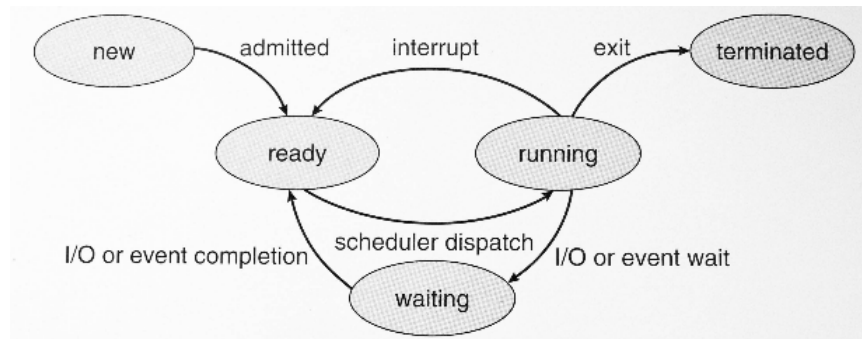 new
admitted
interrupt
exit
terminated
ready
running
I/O or event completion
scheduler dispatch
I/O or event wait
waiting